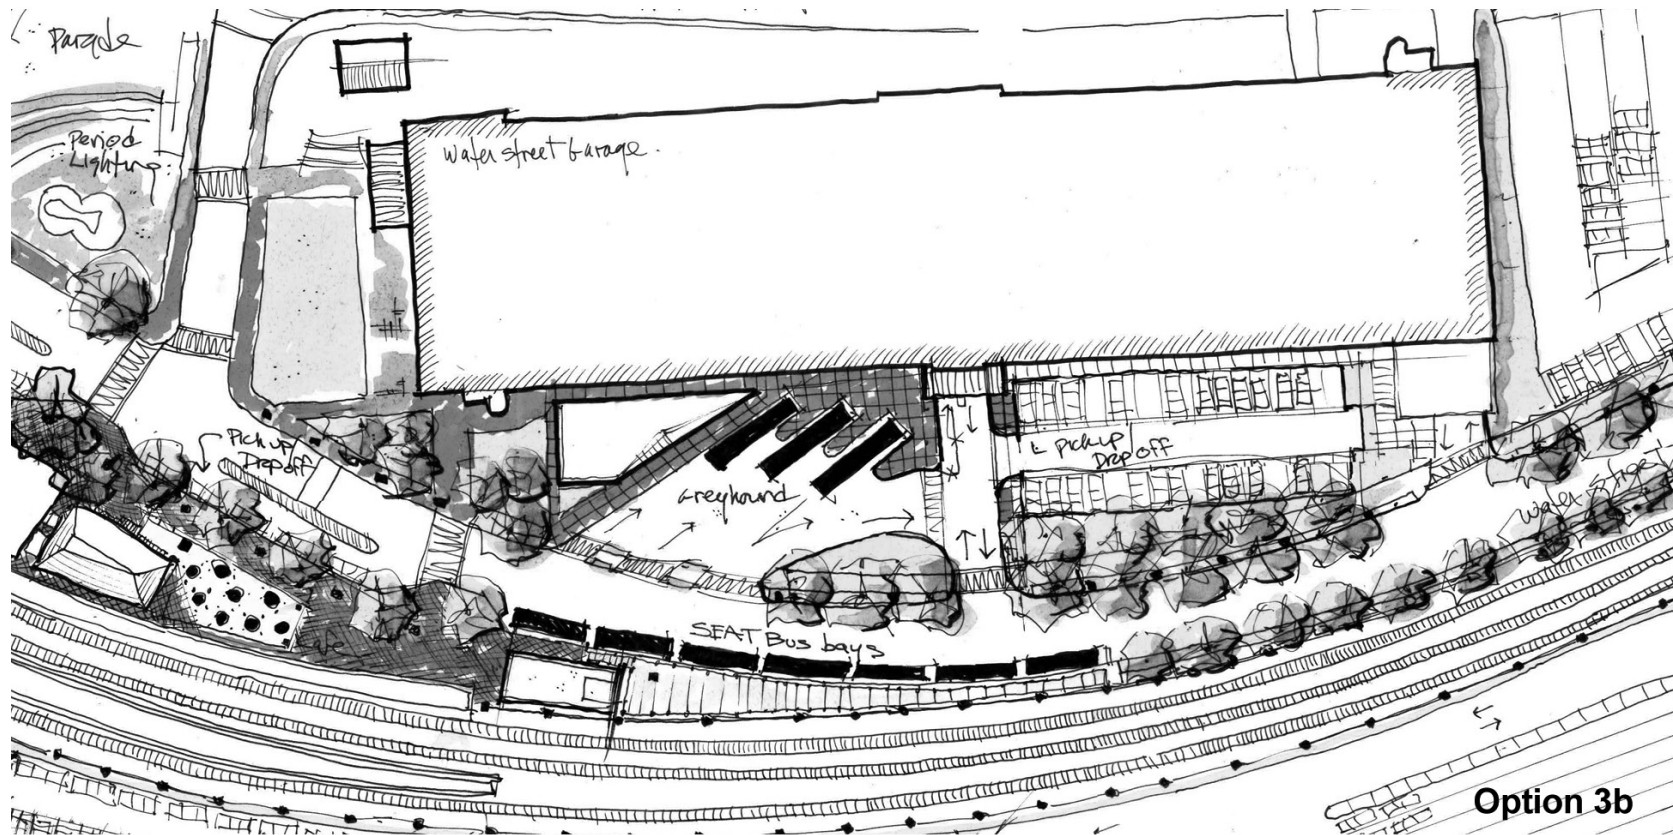 Parade
Period
Lighting
Water Street Garage.
Pick up
Drop off
Pick up
Drop off
Greyhound
Water Street
SEAT Bus bays
Option 3b